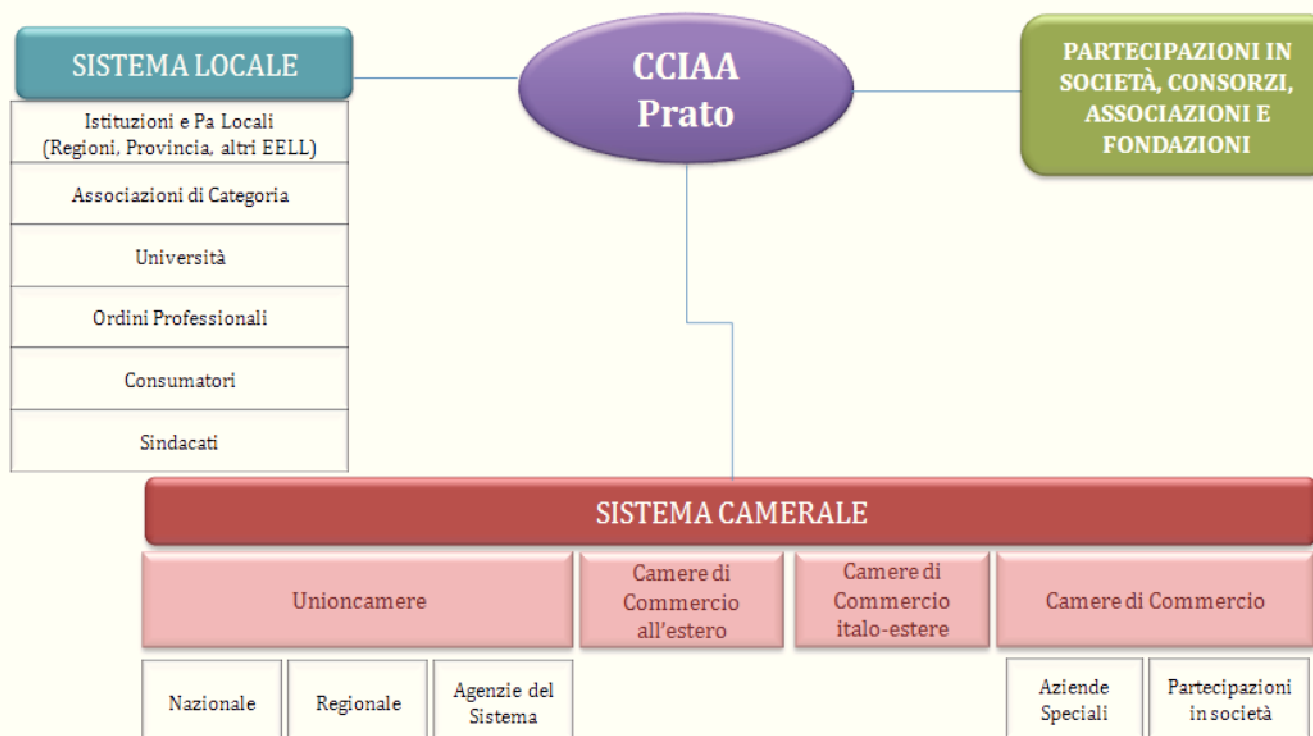 SISTEMA LOCALE
Istituzioni e Pa Locali
(Regioni, Provincia, altri EELL)
Associazioni di Categoria
Università
Ordini Professionali
Consumatori
Sindacati
CCIAA
Prato
PARTECIPAZIONI IN
SOCIETÀ, CONSORZI,
ASSOCIAZIONI E
FONDAZIONI
SISTEMA CAMERALE
Unioncamere
Camere di
Commercio
all'estero
Camere di
Commercio
italo-estere
Camere di Commercio
Nazionale
Regionale
Agenzie del
Sistema
Aziende
Speciali
Partecipazioni
in società